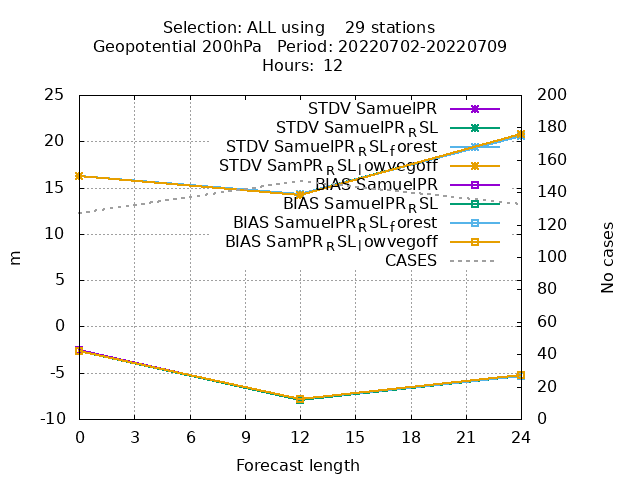 Selection: ALL using    29 stations
Geopotential 200hPa   Period: 20220702-20220709
Hours:  12
STDV SamuelPR
STDV SamuelPR_RSL
STDV SamuelPR_RSL_forest
STDV SamPR_RSL_lowvegoff
BIAS SamuelPR
BIAS SamuelPR_RSL
BIAS SamuelPR_RSL_forest
BIAS SamPR_RSL_lowvegoff
CASES
25
20
15
10
5
0
-5
-10
m
200
180
160
140
120
100
80
60
40
20
0
No cases
0 3 6 9 12 15 18 21 24
Forecast length